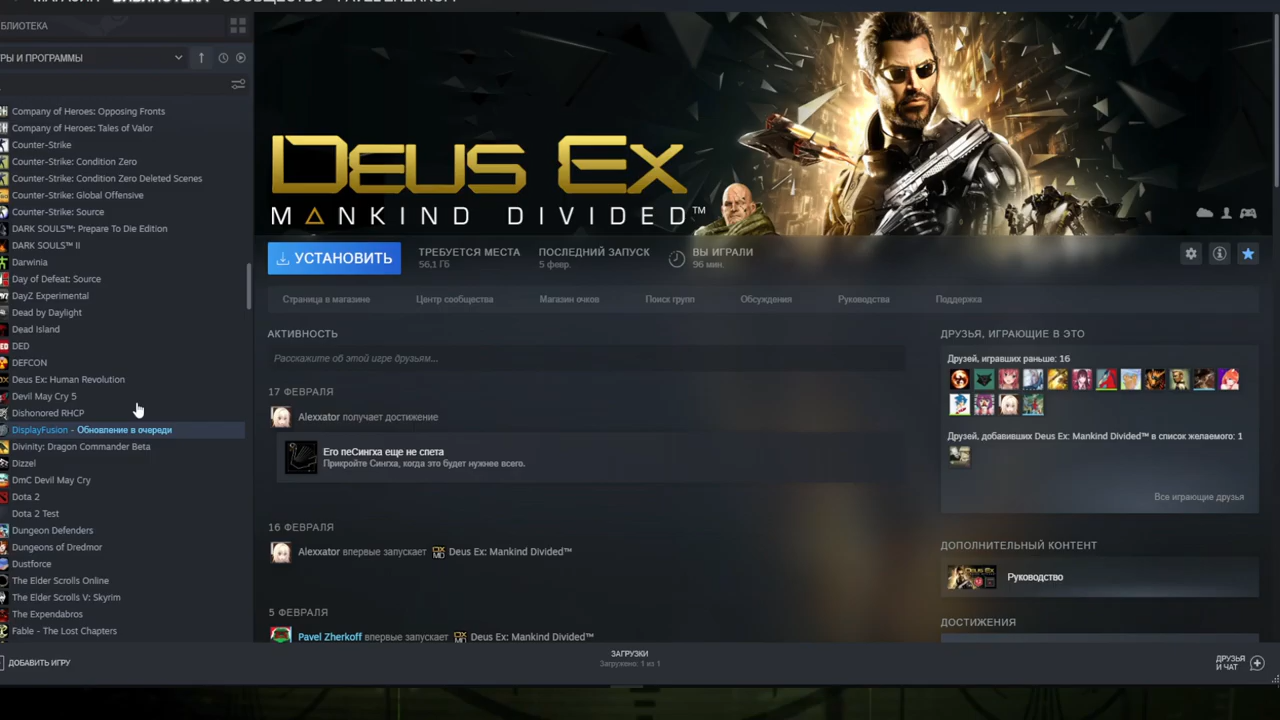 БЛИОТЕКА
РЫ И ПРОГРАММЫ
Company of Heroes: Opposing Fronts
Company of Heroes: Tales of Valor
Counter-Strike
Counter-Strike: Condition Zero
Counter-Strike: Condition Zero Deleted Scenes
Counter-Strike: Global Offensive
Counter-Strike: Source
DARK SOULS™: Prepare To Die Edition
DARK SOULS™ II
Darwinia
Day of Defeat: Source
DayZ Experimental
Dead by Daylight
Dead Island
DED
DEFCON
Deus Ex: Human Revolution
Devil May Cry 5
Dishonored RHCP
DisplayFusion - Обновление в очереди
Divinity: Dragon Commander Beta
Dizzel
DmC Devil May Cry
Dota 2
Dota 2 Test
Dungeon Defenders
Dungeons of Dredmor
Dustforce
The Elder Scrolls Online
The Elder Scrolls V: Skyrim
The Expendabros
Fable - The Lost Chapters
ДОБАВИТЬ ИГРУ
DEUS EX
MANKIND DIVIDED™
УСТАНОВИТЬ
ТРЕБУЕТСЯ МЕСТА
56,1 ГБ
ПОСЛЕДНИЙ ЗАПУСК
5 февр.
ВЫ ИГРАЛИ
96 мин.
Страница в магазине
Центр сообщества
Магазин очков
Поиск групп
Обсуждения
Руководства
Поддержка
АКТИВНОСТЬ
Расскажите об этой игре друзьям...
17 ФЕВРАЛЯ
Alexxator получает достижение
Его пеСингха еще не спета
Прикройте Сингха, когда это будет нужнее всего.
16 ФЕВРАЛЯ
Alexxator впервые запускает Deus Ex: Mankind Divided™
5 ФЕВРАЛЯ
Pavel Zherkoff впервые запускает Deus Ex: Mankind Divided™
ДРУЗЬЯ, ИГРАЮЩИЕ В ЭТО
Друзей, игравших раньше: 16
Друзей, добавивших Deus Ex: Mankind Divided™ в список желаемого: 1
Все играющие друзья
ДОПОЛНИТЕЛЬНЫЙ КОНТЕНТ
Руководство
ДОСТИЖЕНИЯ
ЗАГРУЗКИ
Загружено: 1 из 1
ДРУЗЬЯ
И ЧАТ